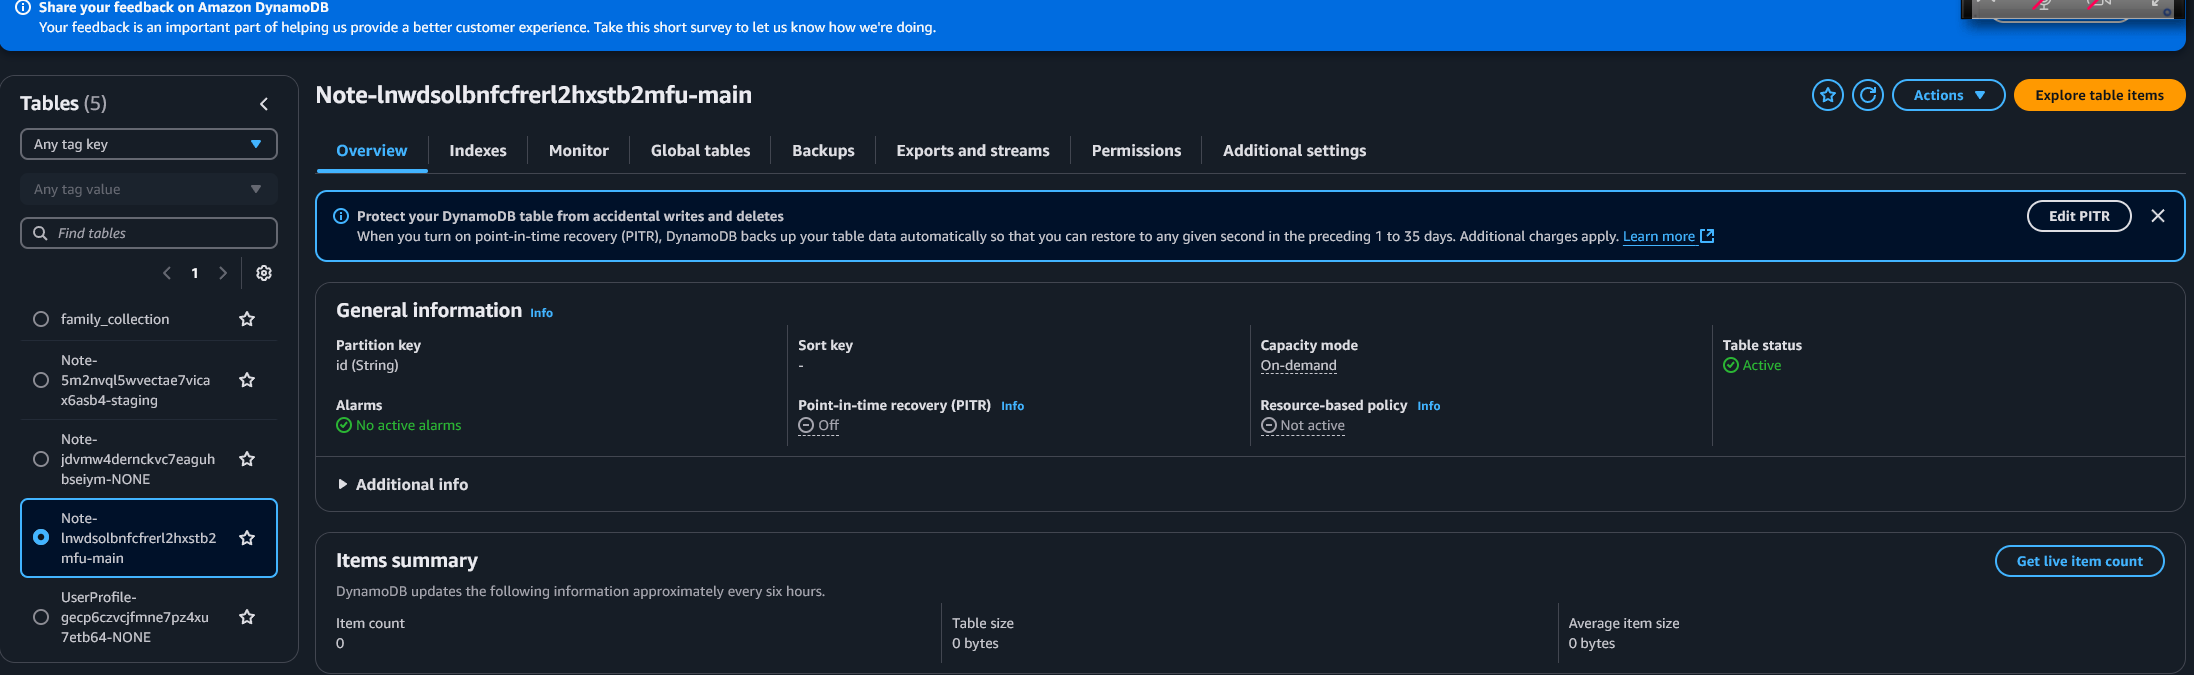 Share your feedback on Amazon DynamoDB
Your feedback is an important part of helping us provide a better customer experience. Take this short survey to let us know how we're doing.
Tables (5)
Any tag key
Any tag value
Find tables
1
family_collection
Note-
5m2nvql5wvectae7vica
x6asb4-staging
Note-
jdvmw4dernckvc7eaguh
bseiym-NONE
Note-
lnwdsolbnfcfrerl2hxstb2
mfu-main
UserProfile-
gecp6czvcjfmne7pz4xu
7etb64-NONE
Note-lnwdsolbnfcfrerl2hxstb2mfu-main
Actions
Explore table items
Overview
Indexes
Monitor
Global tables
Backups
Exports and streams
Permissions
Additional settings
Protect your DynamoDB table from accidental writes and deletes
When you turn on point-in-time recovery (PITR), DynamoDB backs up your table data automatically so that you can restore to any given second in the preceding 1 to 35 days. Additional charges apply. Learn more
Edit PITR
General information Info
Partition key
id (String)
Sort key
-
Capacity mode
On-demand
Table status
Active
Alarms
No active alarms
Point-in-time recovery (PITR) Info
Off
Resource-based policy Info
Not active
Additional info
Items summary
Get live item count
DynamoDB updates the following information approximately every six hours.
Item count
0
Table size
0 bytes
Average item size
0 bytes